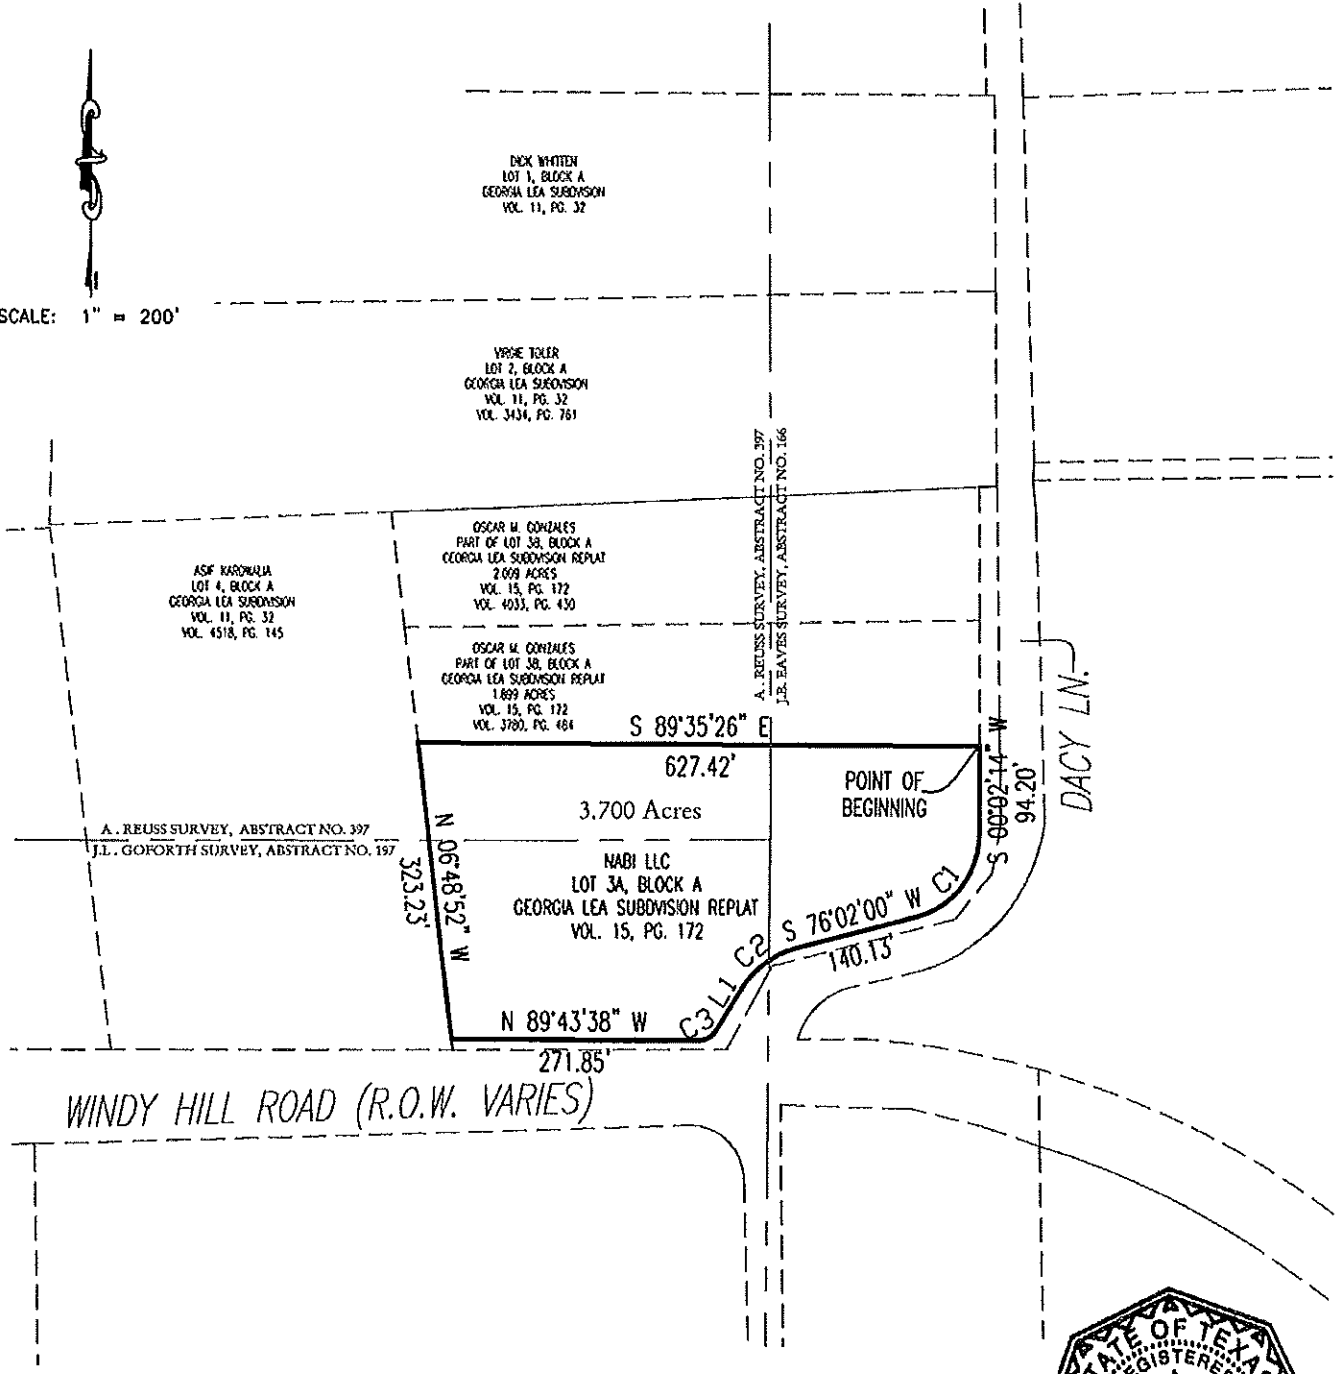 DICK WHITTEN
LOT 1, BLOCK A
GEORGIA LEA SUBDIVISION
VOL. 11, PG. 32
SCALE: 1" = 200'
VIRGIE TOLER
LOT 2, BLOCK A
GEORGIA LEA SUBDIVISION
VOL. 11, PG. 32
VOL. 3434, PG. 761
A. REUSS SURVEY, ABSTRACT NO. 397
J.B. EAVES SURVEY, ABSTRACT NO. 166
OSCAR M. GONZALES
PART OF LOT 3B, BLOCK A
GEORGIA LEA SUBDIVISION REPLAT
2.009 ACRES
VOL. 15, PG. 172
VOL. 4033, PG. 430
ASIF KAROWALIA
LOT 4, BLOCK A
GEORGIA LEA SUBDIVISION
VOL. 11, PG. 32
VOL. 4518, PG. 145
OSCAR M. GONZALES
PART OF LOT 3B, BLOCK A
GEORGIA LEA SUBDIVISION REPLAT
1.899 ACRES
VOL. 15, PG. 172
VOL. 3780, PG. 484
S 89°35'26" E
627.42'
POINT OF
BEGINNING
S 00°02'14" W
94.20'
DACY LN.
3.700 Acres
A. REUSS SURVEY, ABSTRACT NO. 397
J.L. GOFORTH SURVEY, ABSTRACT NO. 197
N 06°48'52" W
323.23'
NABI LLC
LOT 3A, BLOCK A
GEORGIA LEA SUBDIVISION REPLAT
VOL. 15, PG. 172
C1
S 76°02'00" W
140.13'
C2
L1
C3
N 89°43'38" W
271.85'
WINDY HILL ROAD (R.O.W. VARIES)
STATE OF TEXAS
REGISTERED